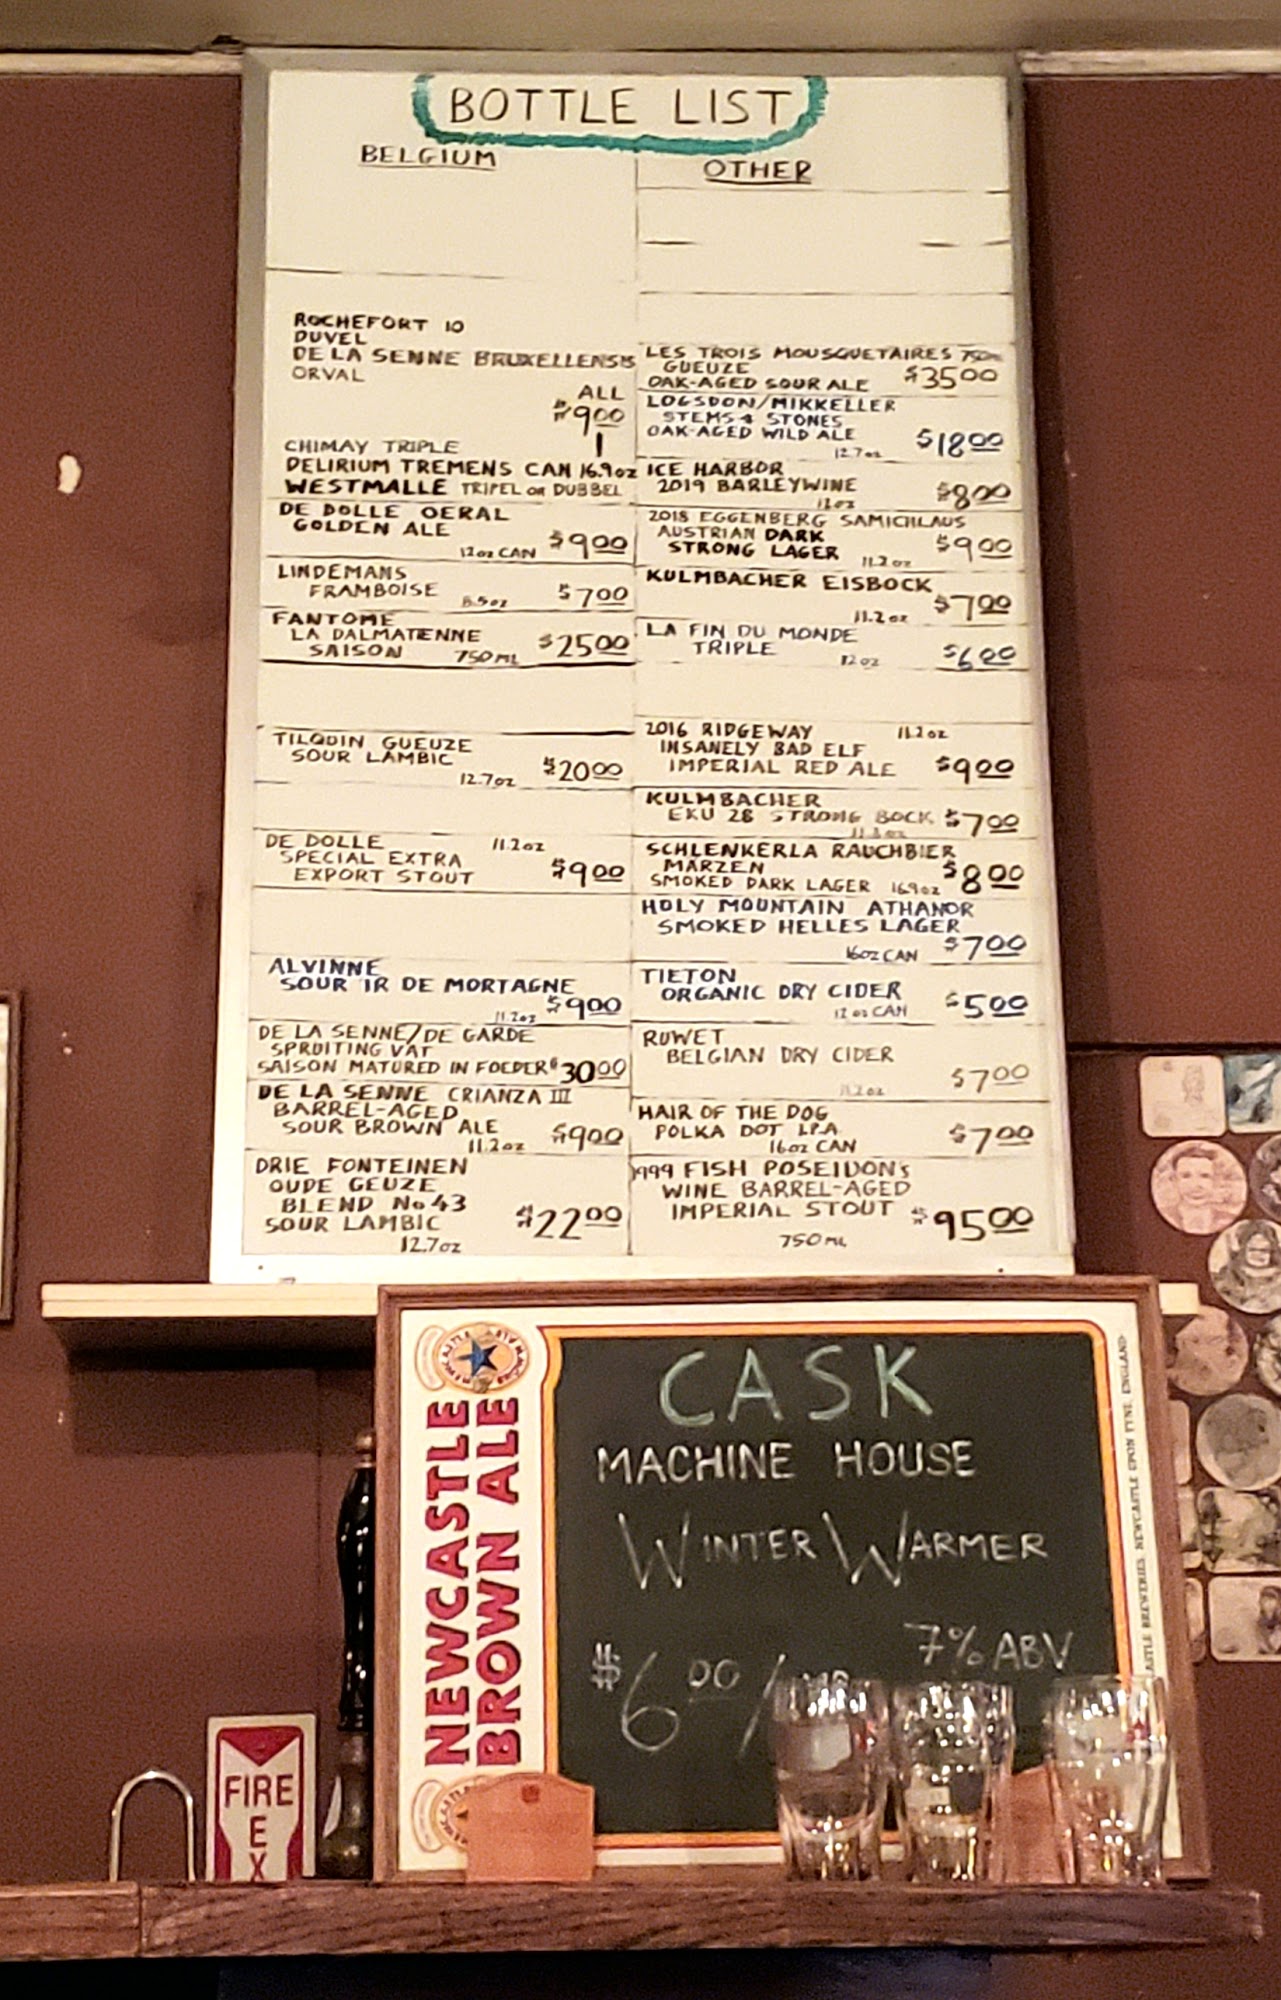 BOTTLE LIST
BELGIUM
ROCHEFORT 10
DUVEL
DE LA SENNE BRUXELLENSIS
ORVAL
ALL
$9.00
CHIMAY TRIPLE
DELIRIUM TREMENS CAN 16.9oz
WESTMALLE TRIPEL or DUBBEL
DE DOLLE OERAL
GOLDEN ALE
12oz CAN $9.00
LINDEMANS
FRAMBOISE 8.5oz $7.00
FANTOME
LA DALMATIENNE
SAISON 750ML $25.00
TILQUIN GUEUZE
SOUR LAMBIC
12.7oz $20.00
DE DOLLE 11.2oz
SPECIAL EXTRA
EXPORT STOUT $9.00
ALVINNE
SOUR'IR DE MORTAGNE
11.2oz $9.00
DE LA SENNE/DE GARDE
SPRUITING VAT
SAISON MATURED IN FOEDER $30.00
DE LA SENNE CRIANZA III
BARREL-AGED
SOUR BROWN ALE
11.2oz $9.00
DRIE FONTEINEN
OUDE GEUZE
BLEND No 43
SOUR LAMBIC $22.00
12.7oz
OTHER
LES TROIS MOUSQUETAIRES 750ML
GUEUZE
OAK-AGED SOUR ALE $35.00
LOGSDON/MIKKELLER
STEMS & STONES
OAK-AGED WILD ALE
12.7oz $18.00
ICE HARBOR
2019 BARLEYWINE
12oz $8.00
2018 EGGENBERG SAMICHLAUS
AUSTRIAN DARK
STRONG LAGER 11.2oz $9.00
KULMBACHER EISBOCK
11.2oz $7.00
LA FIN DU MONDE
TRIPLE 12oz $6.00
2016 RIDGEWAY 11.2oz
INSANELY BAD ELF
IMPERIAL RED ALE $9.00
KULMBACHER
EKU 28 STRONG BOCK $7.00
SCHLENKERLA RAUCHBIER
MÄRZEN
SMOKED DARK LAGER 16.9oz $8.00
HOLY MOUNTAIN ATHANOR
SMOKED HELLES LAGER
16oz CAN $7.00
TIETON
ORGANIC DRY CIDER
12 oz CAN $5.00
RUWET
BELGIAN DRY CIDER
11.2oz $7.00
HAIR OF THE DOG
POLKA DOT I.P.A.
16oz CAN $7.00
1999 FISH POSEIDON's
WINE BARREL-AGED
IMPERIAL STOUT $95.00
750ML
NEWCASTLE
BROWN ALE
CASK
MACHINE HOUSE
WINTER WARMER
7% ABV
$6.00/
NEWCASTLE UPON TYNE, ENGLAND
FIRE
EX